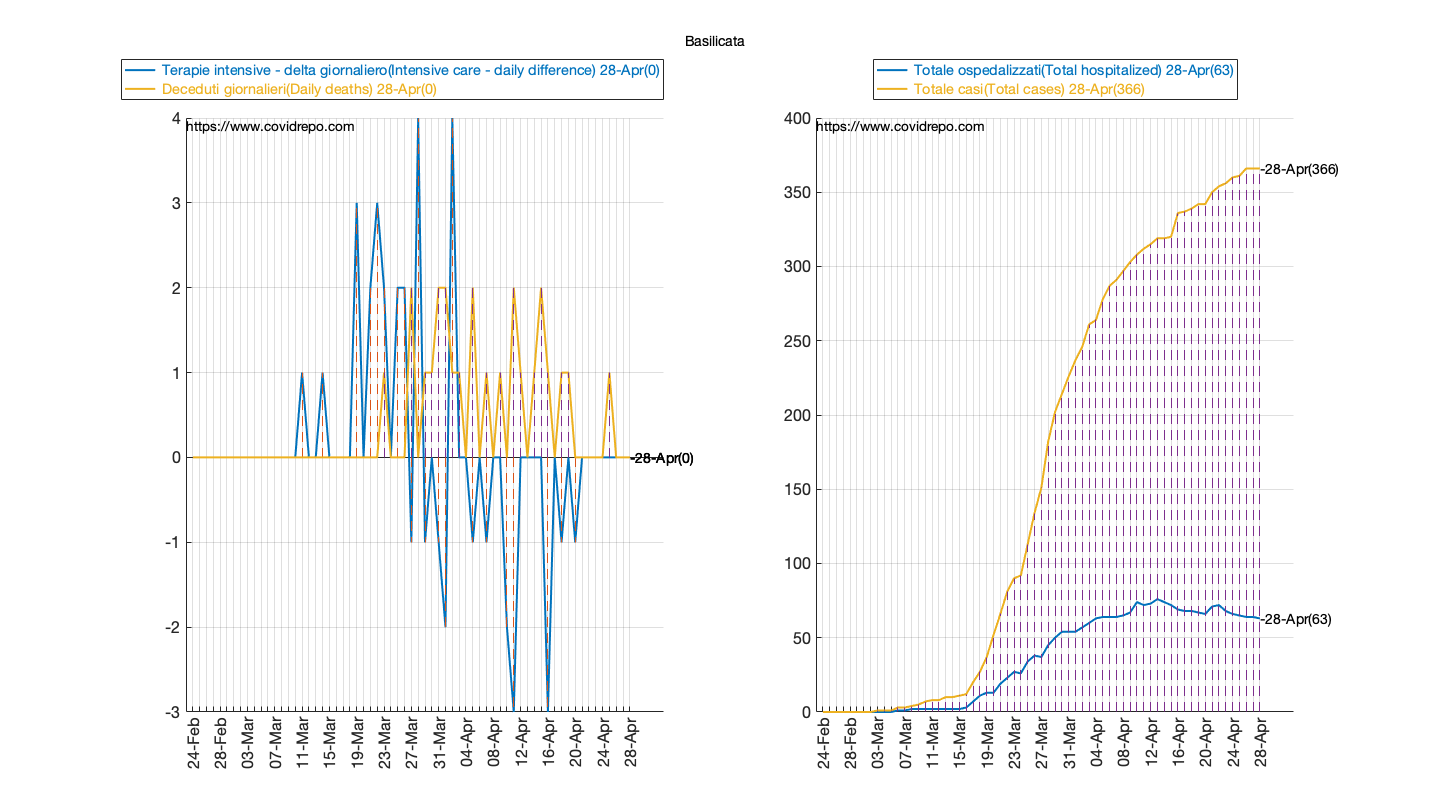 Basilicata
Terapie intensive - delta giornaliero(Intensive care - daily difference) 28-Apr(0)
Deceduti giornalieri(Daily deaths) 28-Apr(0)
https://www.covidrepo.com
4
3
2
1
0
-1
-2
-3
-28-Apr(0)
24-Feb
28-Feb
03-Mar
07-Mar
11-Mar
15-Mar
19-Mar
23-Mar
27-Mar
31-Mar
04-Apr
08-Apr
12-Apr
16-Apr
20-Apr
24-Apr
28-Apr
Totale ospedalizzati(Total hospitalized) 28-Apr(63)
Totale casi(Total cases) 28-Apr(366)
https://www.covidrepo.com
400
350
300
250
200
150
100
50
0
-28-Apr(366)
-28-Apr(63)
24-Feb
28-Feb
03-Mar
07-Mar
11-Mar
15-Mar
19-Mar
23-Mar
27-Mar
31-Mar
04-Apr
08-Apr
12-Apr
16-Apr
20-Apr
24-Apr
28-Apr